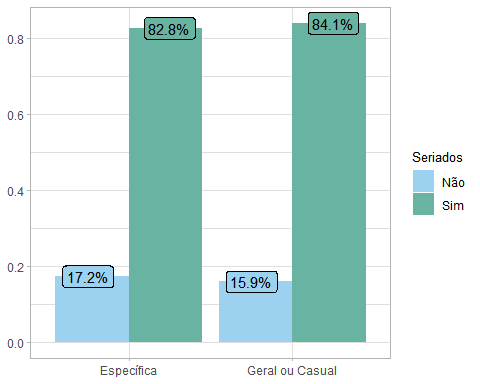 0.8
0.6
0.4
0.2
0.0
82.8%
84.1%
17.2%
15.9%
Específica
Geral ou Casual
Seriados
Não
Sim